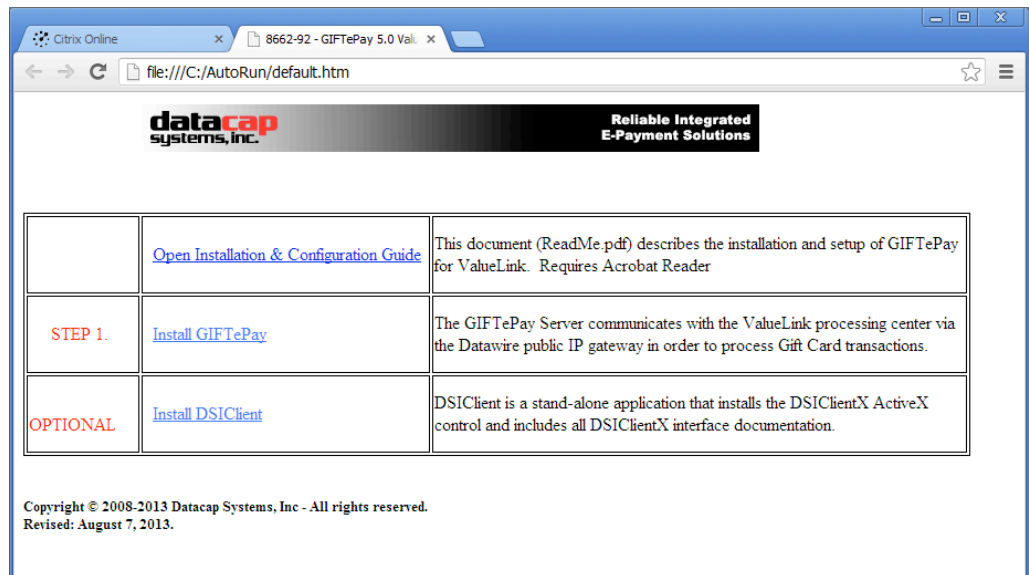 Citrix Online
8662-92 - GIFTePay 5.0 Valu
file:///C:/AutoRun/default.htm
datacap
systems, inc.
Reliable Integrated
E-Payment Solutions
Open Installation & Configuration Guide
This document (ReadMe.pdf) describes the installation and setup of GIFTePay
for ValueLink. Requires Acrobat Reader
STEP 1.
Install GIFTePay
The GIFTePay Server communicates with the ValueLink processing center via
the Datawire public IP gateway in order to process Gift Card transactions.
OPTIONAL
Install DSIClient
DSIClient is a stand-alone application that installs the DSIClientX ActiveX
control and includes all DSIClientX interface documentation.
Copyright © 2008-2013 Datacap Systems, Inc - All rights reserved.
Revised: August 7, 2013.